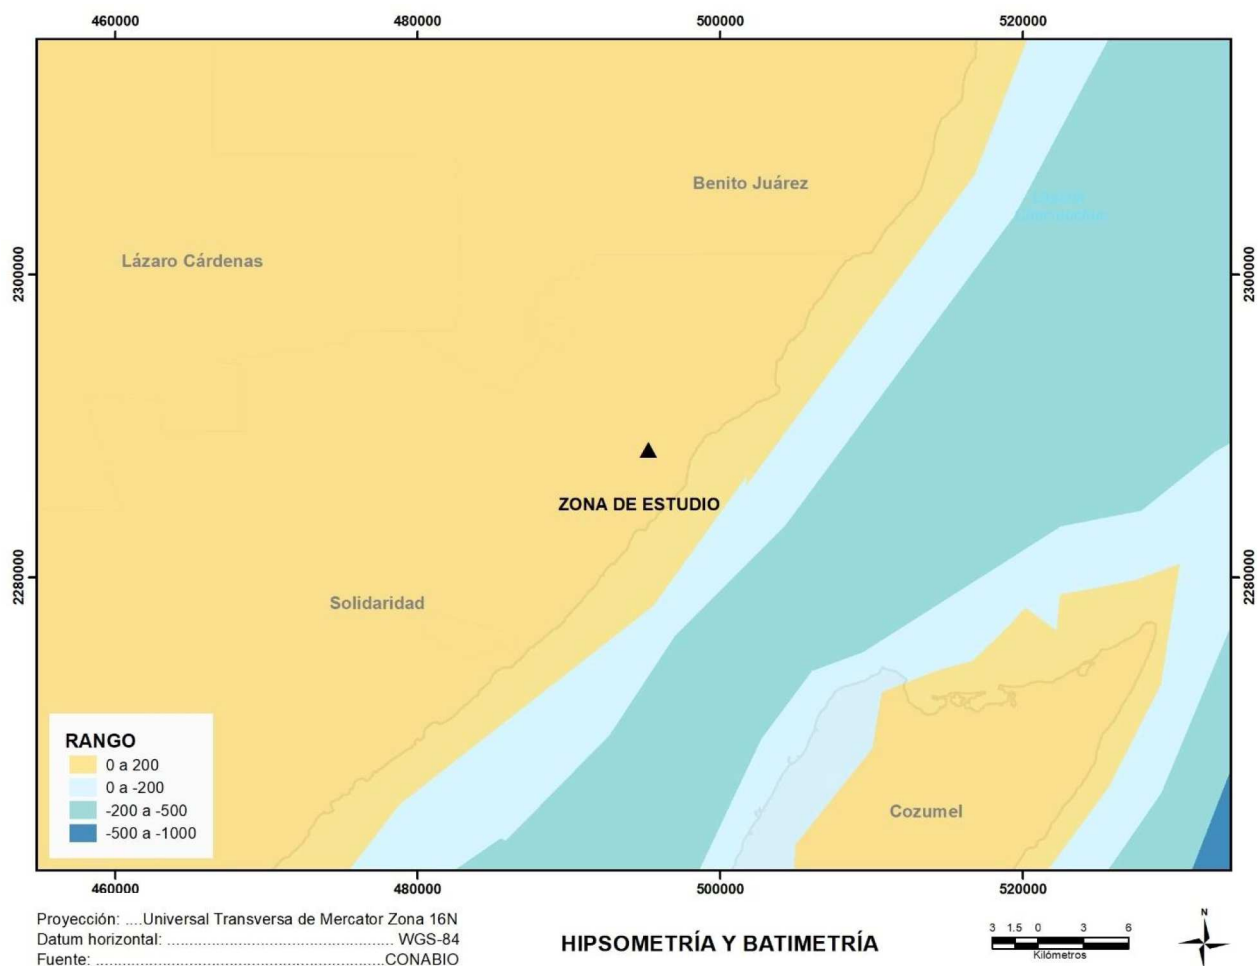 460000 480000 500000 520000
Benito Juárez
Lázaro Cárdenas
2300000 2300000
ZONA DE ESTUDIO
2280000 2280000
Solidaridad
RANGO
0 a 200
0 a -200
-200 a -500
-500 a -1000
Cozumel
460000 480000 500000 520000
Proyección: ....Universal Transversa de Mercator Zona 16N
Datum horizontal: ............................................ WGS-84
Fuente: .......................................................CONABIO
HIPSOMETRÍA Y BATIMETRÍA
3 1.5 0 3 6
Kilómetros
N